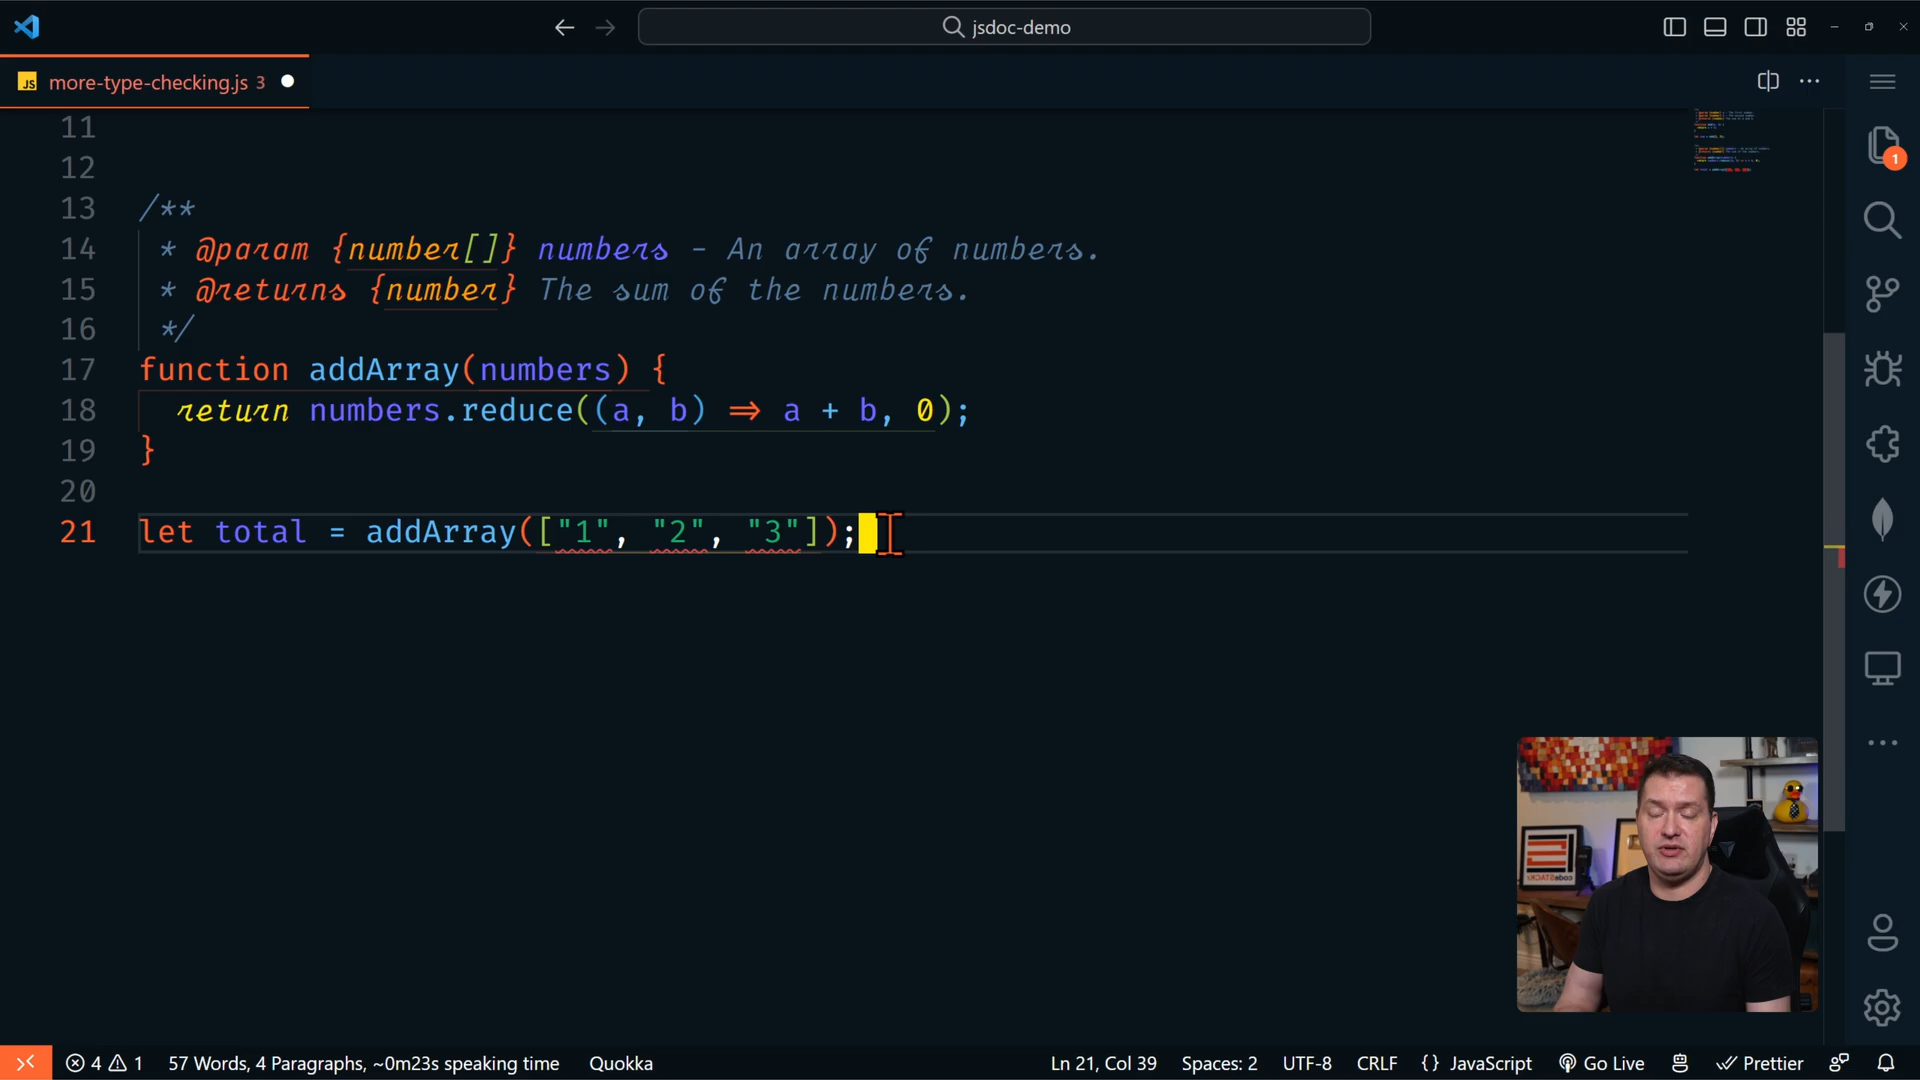 jsdoc-demo
JS more-type-checking.js 3
11
12
13 /**
14 * @param {number[]} numbers - An array of numbers.
15 * @returns {number} The sum of the numbers.
16 */
17 function addArray(numbers) {
18 return numbers.reduce((a, b) => a + b, 0);
19 }
20
21 let total = addArray(["1", "2", "3"]);
1
4 1 57 Words, 4 Paragraphs, ~0m23s speaking time Quokka Ln 21, Col 39 Spaces: 2 UTF-8 CRLF {} JavaScript Go Live Prettier